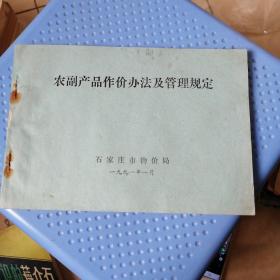 农副产品作价办法及管理规定
石家庄市物价局
一九九一年一月